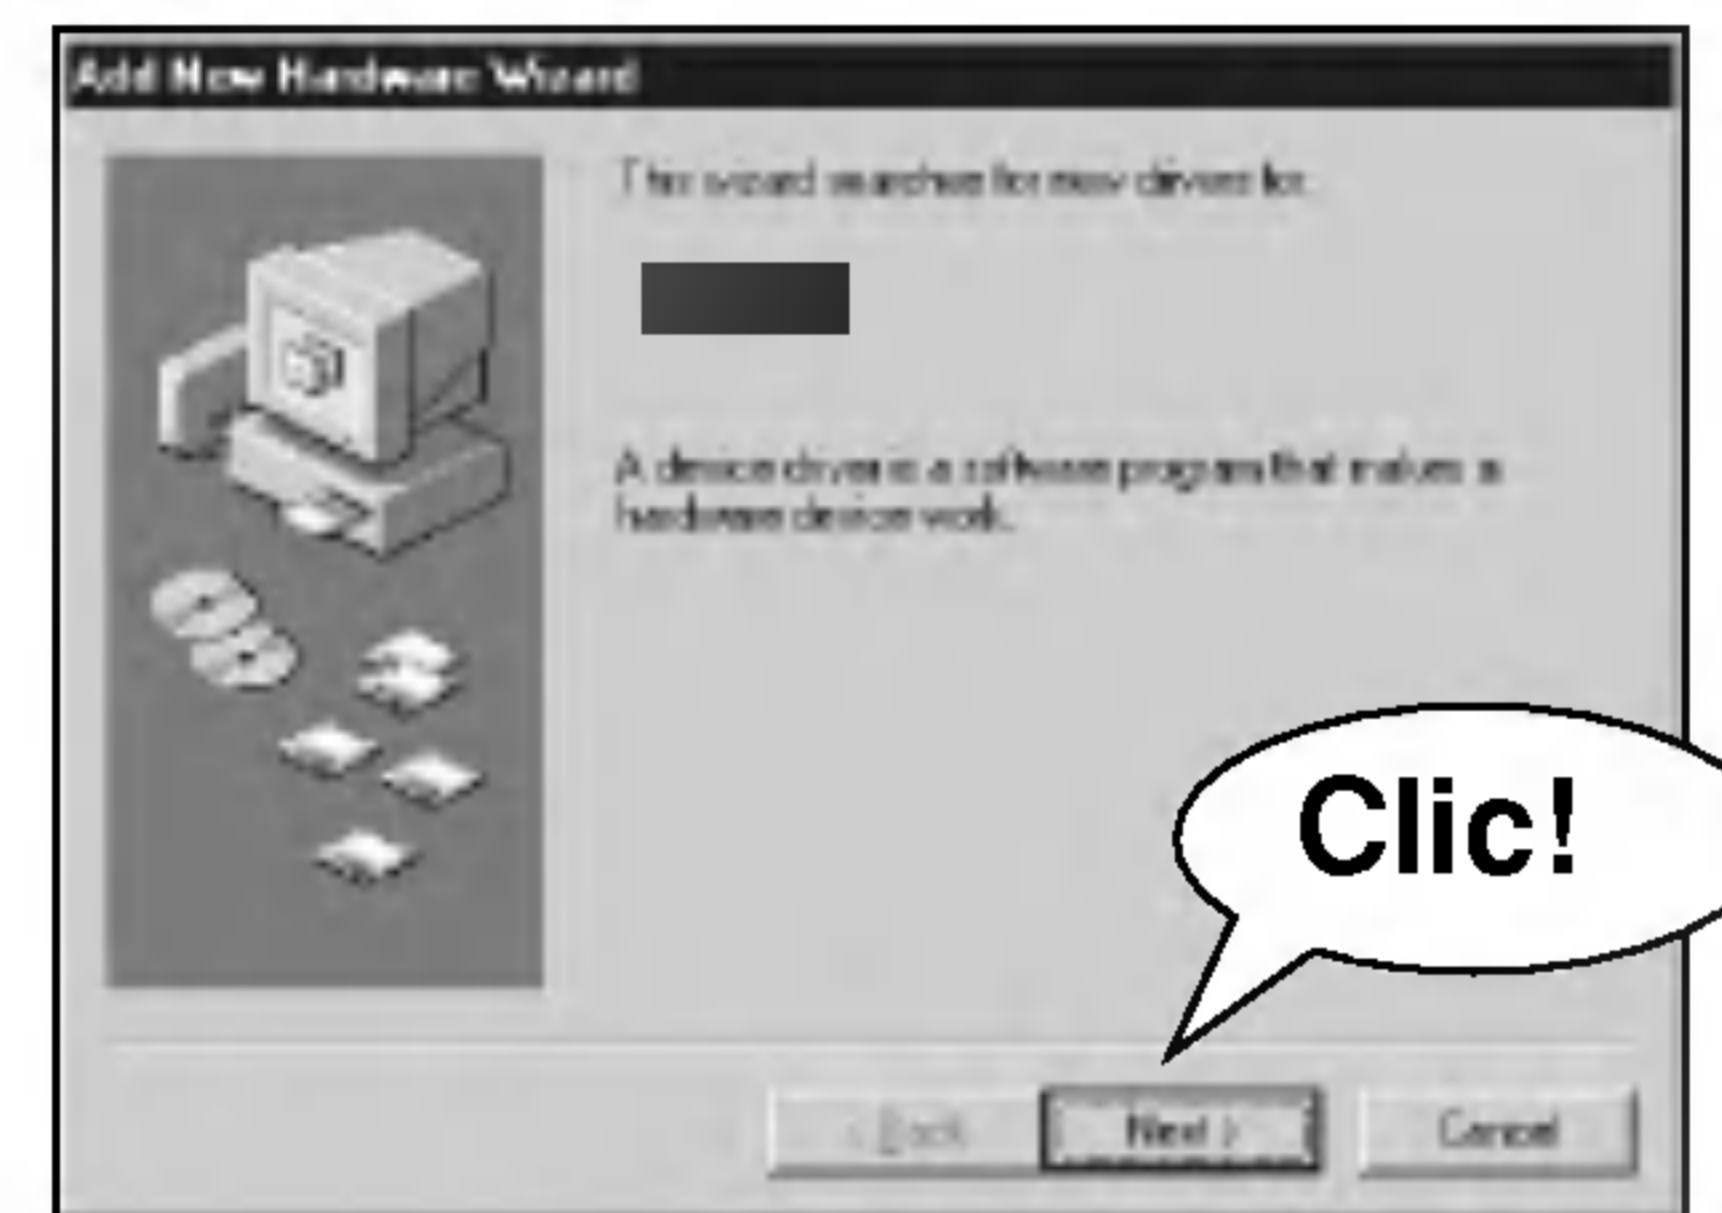 Add New Hardware Wizard
This wizard searches for new drivers for:
A device driver is a software program that makes a
hardware device work.
Clic!
< Back
Next >
Cancel